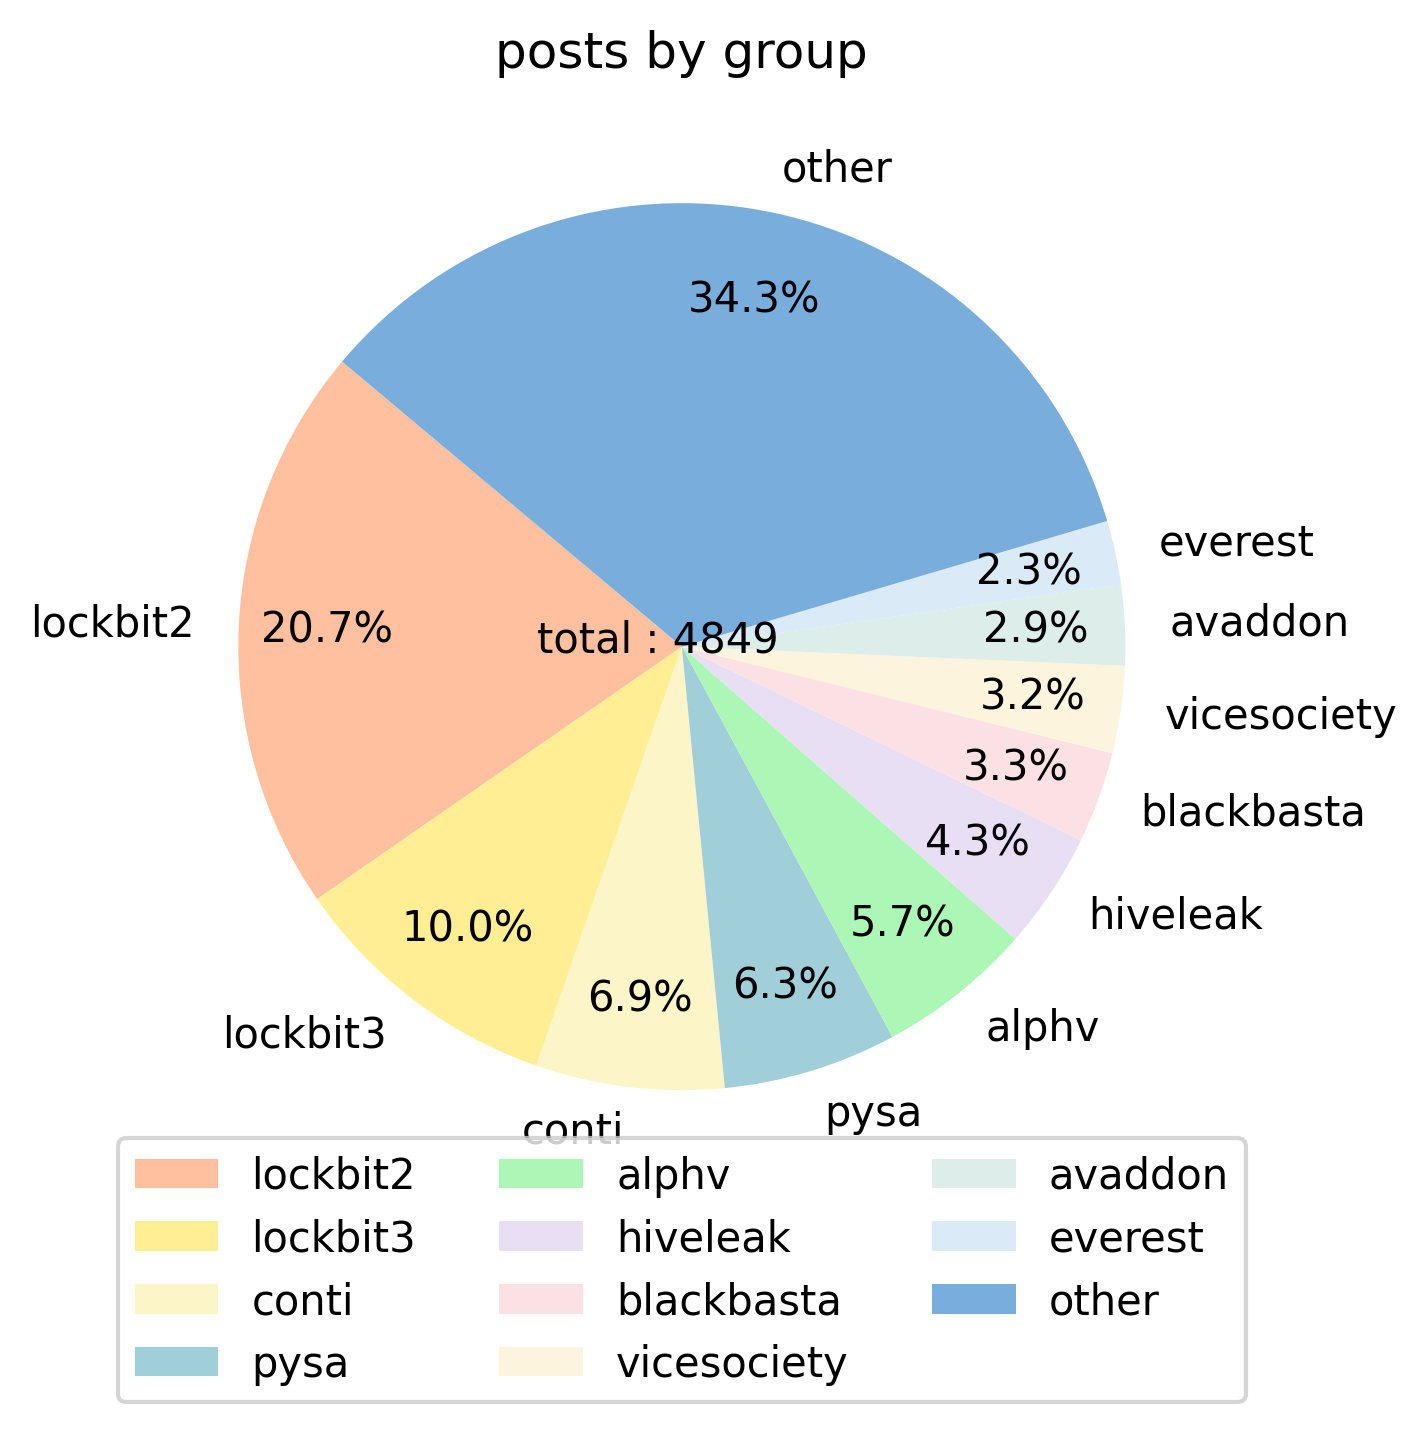 posts by group
other
34.3%
everest
2.3%
avaddon
2.9%
lockbit2
20.7%
total : 4849
3.2%
vicesociety
3.3%
blackbasta
4.3%
hiveleak
10.0%
5.7%
6.9%
6.3%
lockbit3
alphv
conti
pysa
lockbit2
lockbit3
conti
pysa
alphv
hiveleak
blackbasta
vicesociety
avaddon
everest
other